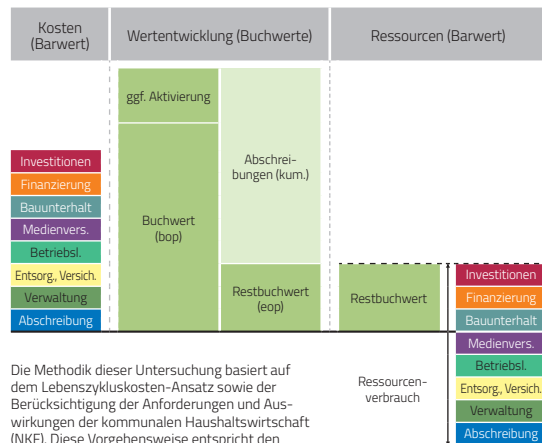 Kosten
(Barwert)
Wertentwicklung (Buchwerte)
Ressourcen (Barwert)
ggf. Aktivierung
Buchwert
(bop)
Abschrei-
bungen (kum.)
Restbuchwert
(eop)
Investitionen
Finanzierung
Bauunterhalt
Medienvers.
Betriebsl.
Entsorg., Versich.
Verwaltung
Abschreibung
Restbuchwert
Ressourcen-
verbrauch
Investitionen
Finanzierung
Bauunterhalt
Medienvers.
Betriebsl.
Entsorg., Versich.
Verwaltung
Abschreibung
Die Methodik dieser Untersuchung basiert auf
dem Lebenszykluskosten-Ansatz sowie der
Berücksichtigung der Anforderungen und Aus-
wirkungen der kommunalen Haushaltswirtschaft
(NKF). Diese Vorgehensweise entspricht den